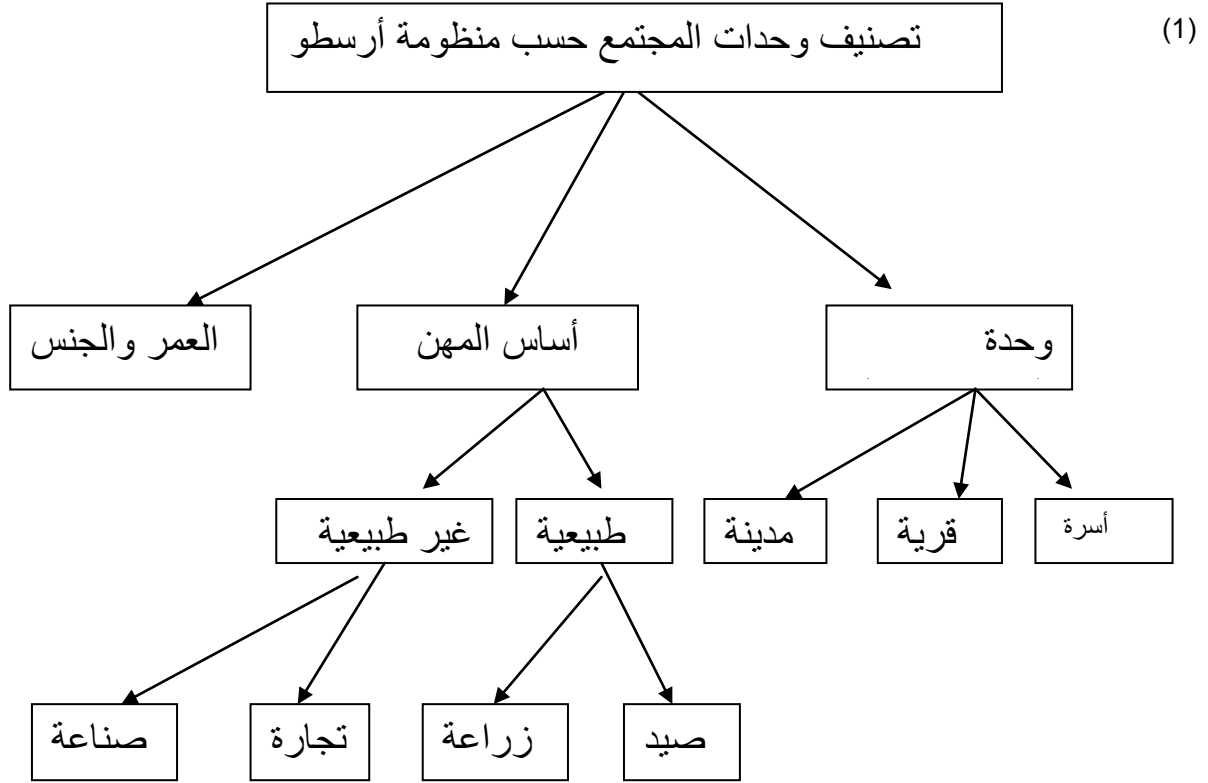 (1)
تصنيف وحدات المجتمع حسب منظومة أرسطو
وحدة
أساس المهن
العمر والجنس
أسرة
قرية
مدينة
طبيعية
غير طبيعية
صيد
زراعة
تجارة
صناعة